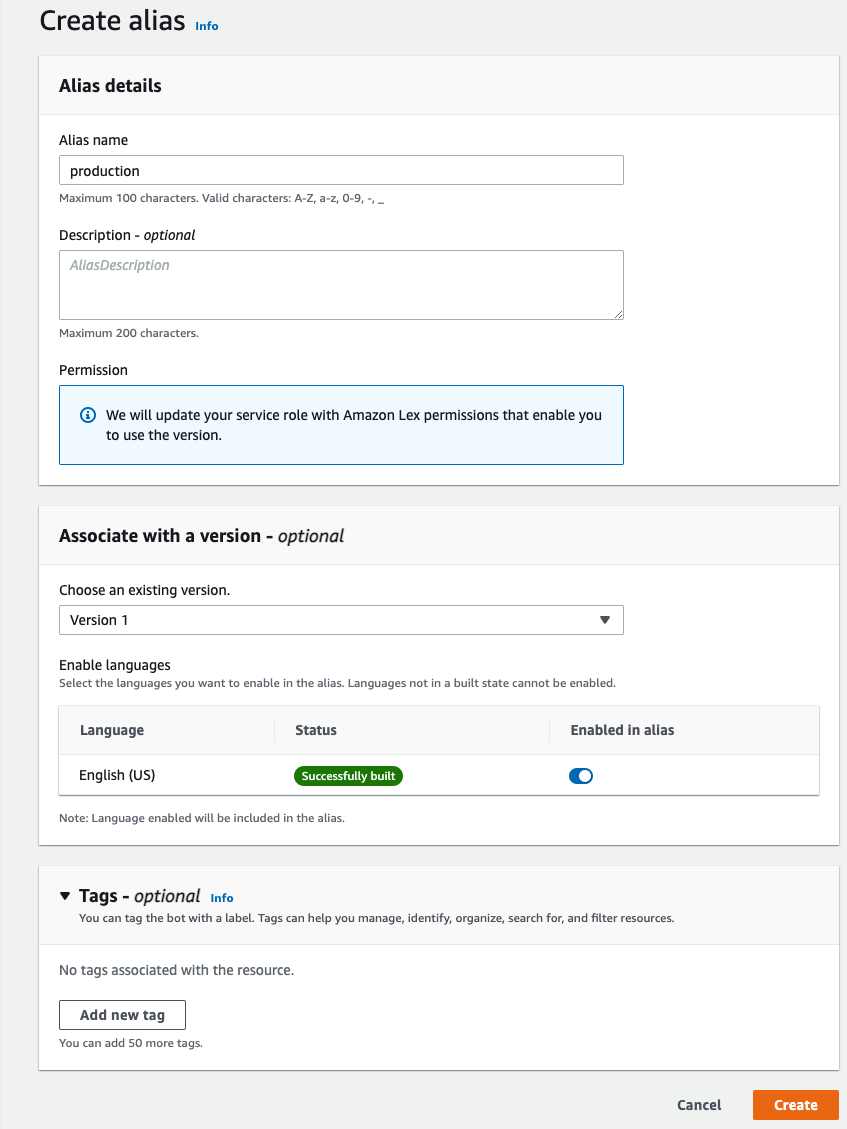 Create alias Info
Alias details
Alias name
production
Maximum 100 characters. Valid characters: A-Z, a-z, 0-9, -, _
Description - optional
AliasDescription
Maximum 200 characters.
Permission
We will update your service role with Amazon Lex permissions that enable you
to use the version.
Associate with a version - optional
Choose an existing version.
Version 1
Enable languages
Select the languages you want to enable in the alias. Languages not in a built state cannot be enabled.
Language Status Enabled in alias
English (US) Successfully built
Note: Language enabled will be included in the alias.
Tags - optional Info
You can tag the bot with a label. Tags can help you manage, identify, organize, search for, and filter resources.
No tags associated with the resource.
Add new tag
You can add 50 more tags.
Cancel Create